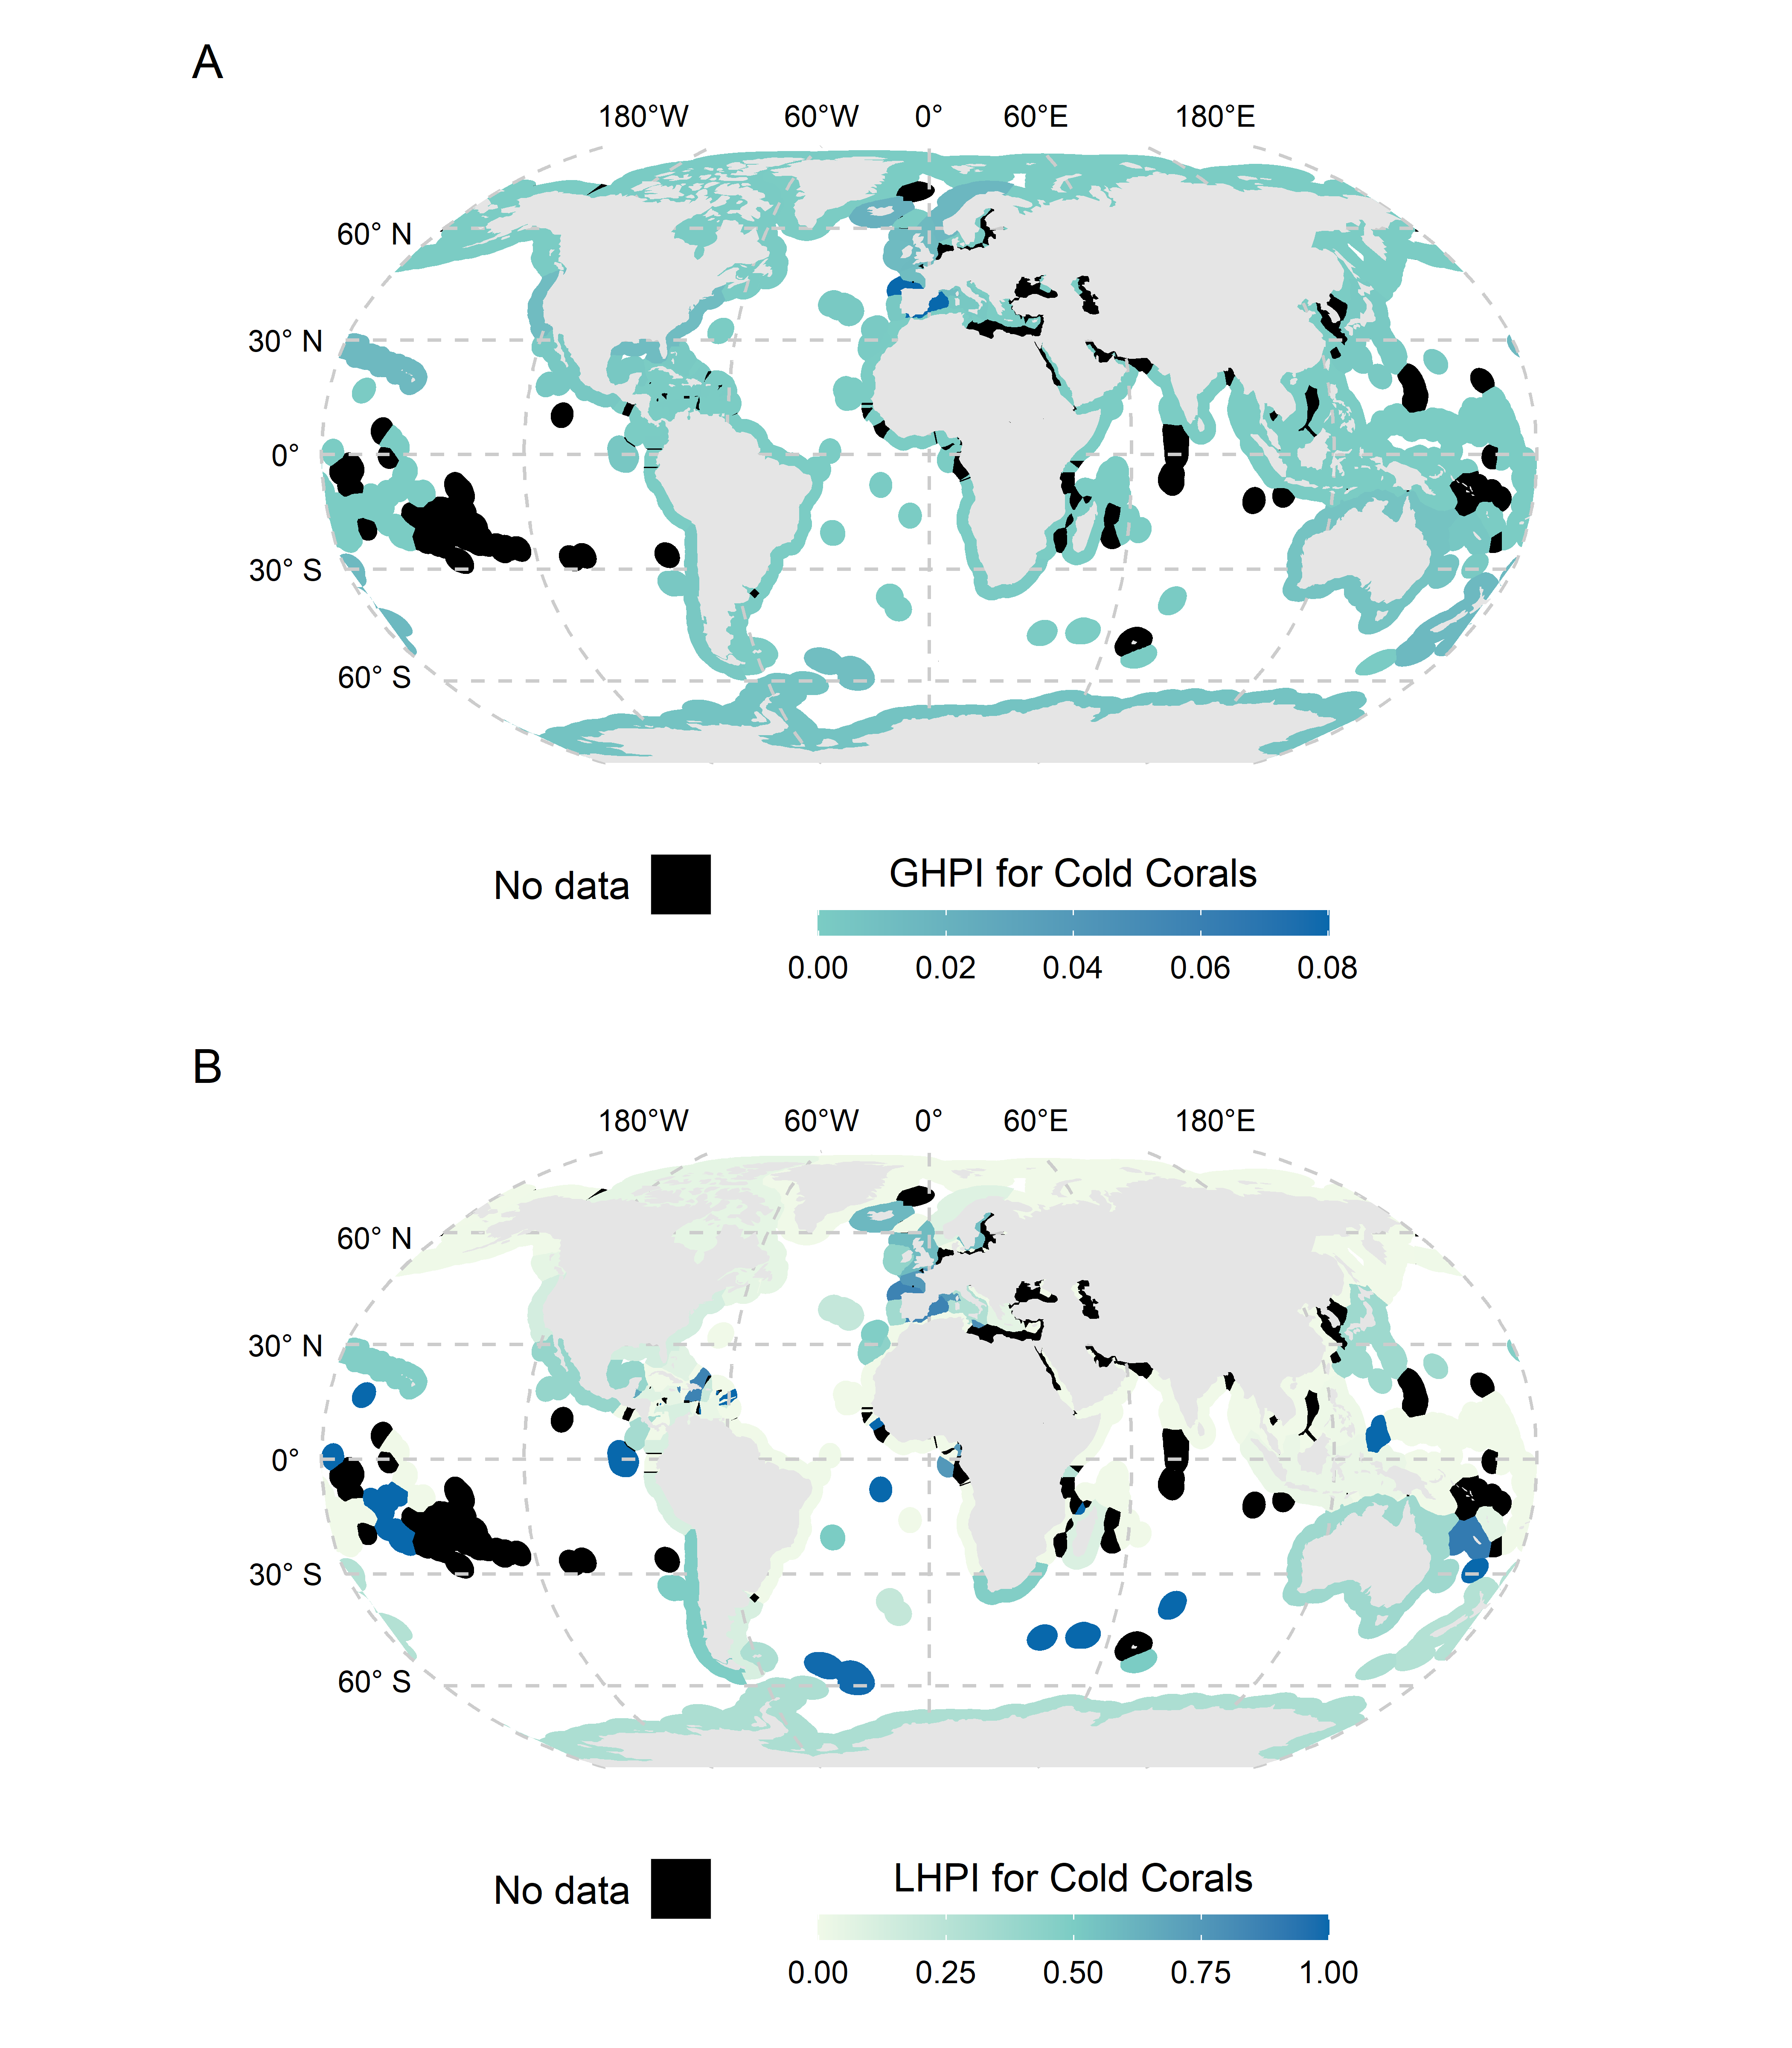 A
180°W 60°W 0° 60°E 180°E
60° N
30° N
0°
30° S
60° S
No data
GHPI for Cold Corals
0.00 0.02 0.04 0.06 0.08
B
180°W 60°W 0° 60°E 180°E
60° N
30° N
0°
30° S
60° S
No data
LHPI for Cold Corals
0.00 0.25 0.50 0.75 1.00